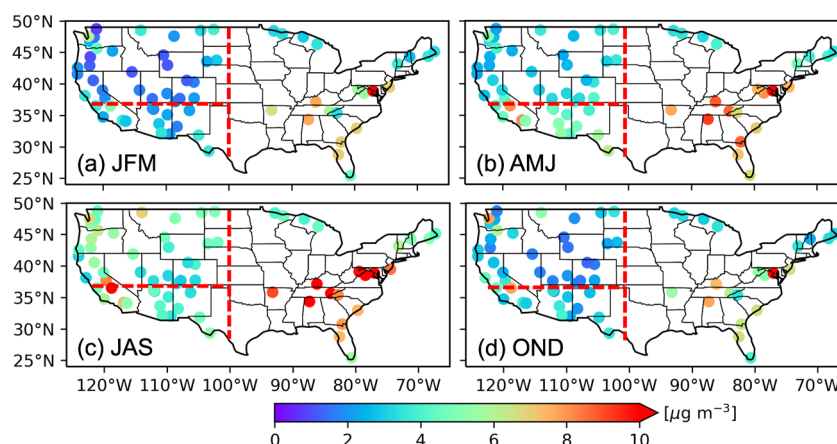 50°N
45°N
40°N
35°N
30°N
25°N
(a) JFM
(b) AMJ
50°N
45°N
40°N
35°N
30°N
25°N
(c) JAS
(d) OND
120°W 110°W 100°W 90°W 80°W 70°W
120°W 110°W 100°W 90°W 80°W 70°W
0 2 4 6 8 10
[μg m⁻³]